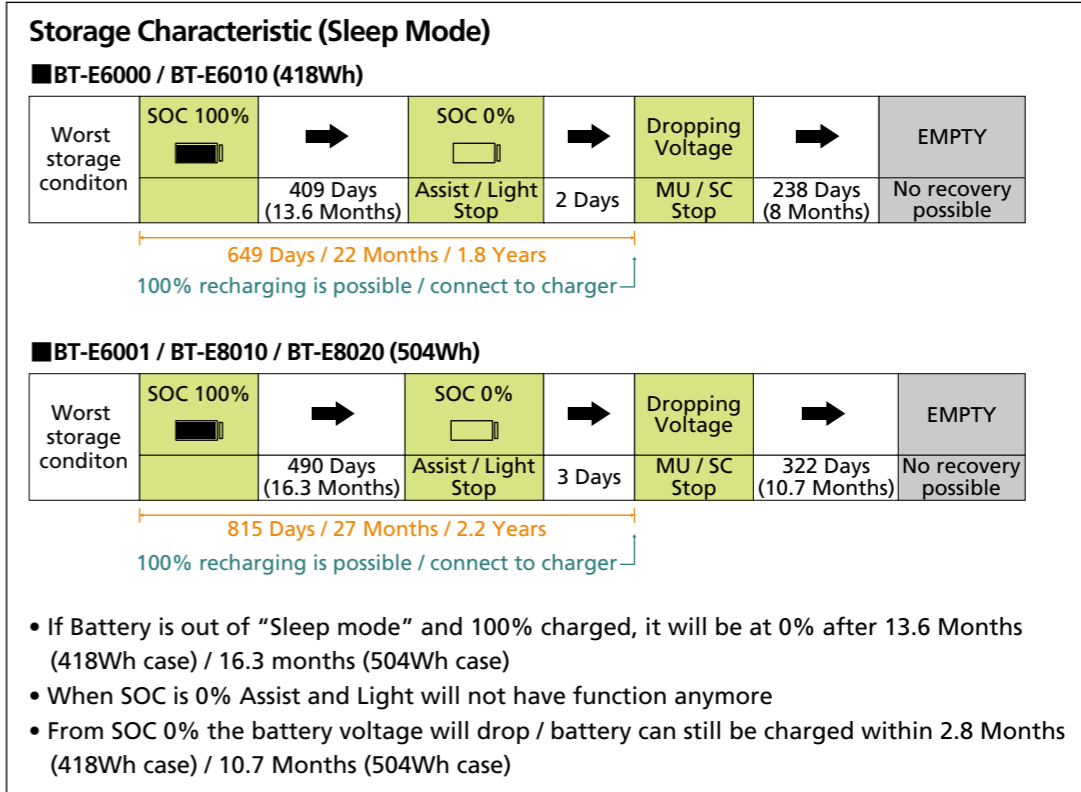 Storage Characteristic (Sleep Mode)
■BT-E6000 / BT-E6010 (418Wh)
Worst
storage
conditon
SOC 100%
SOC 0%
Dropping
Voltage
EMPTY
409 Days
(13.6 Months)
Assist / Light
Stop
2 Days
MU / SC
Stop
238 Days
(8 Months)
No recovery
possible
649 Days / 22 Months / 1.8 Years
100% recharging is possible / connect to charger
■BT-E6001 / BT-E8010 / BT-E8020 (504Wh)
Worst
storage
conditon
SOC 100%
SOC 0%
Dropping
Voltage
EMPTY
490 Days
(16.3 Months)
Assist / Light
Stop
3 Days
MU / SC
Stop
322 Days
(10.7 Months)
No recovery
possible
815 Days / 27 Months / 2.2 Years
100% recharging is possible / connect to charger
• If Battery is out of “Sleep mode” and 100% charged, it will be at 0% after 13.6 Months
(418Wh case) / 16.3 months (504Wh case)
• When SOC is 0% Assist and Light will not have function anymore
• From SOC 0% the battery voltage will drop / battery can still be charged within 2.8 Months
(418Wh case) / 10.7 Months (504Wh case)